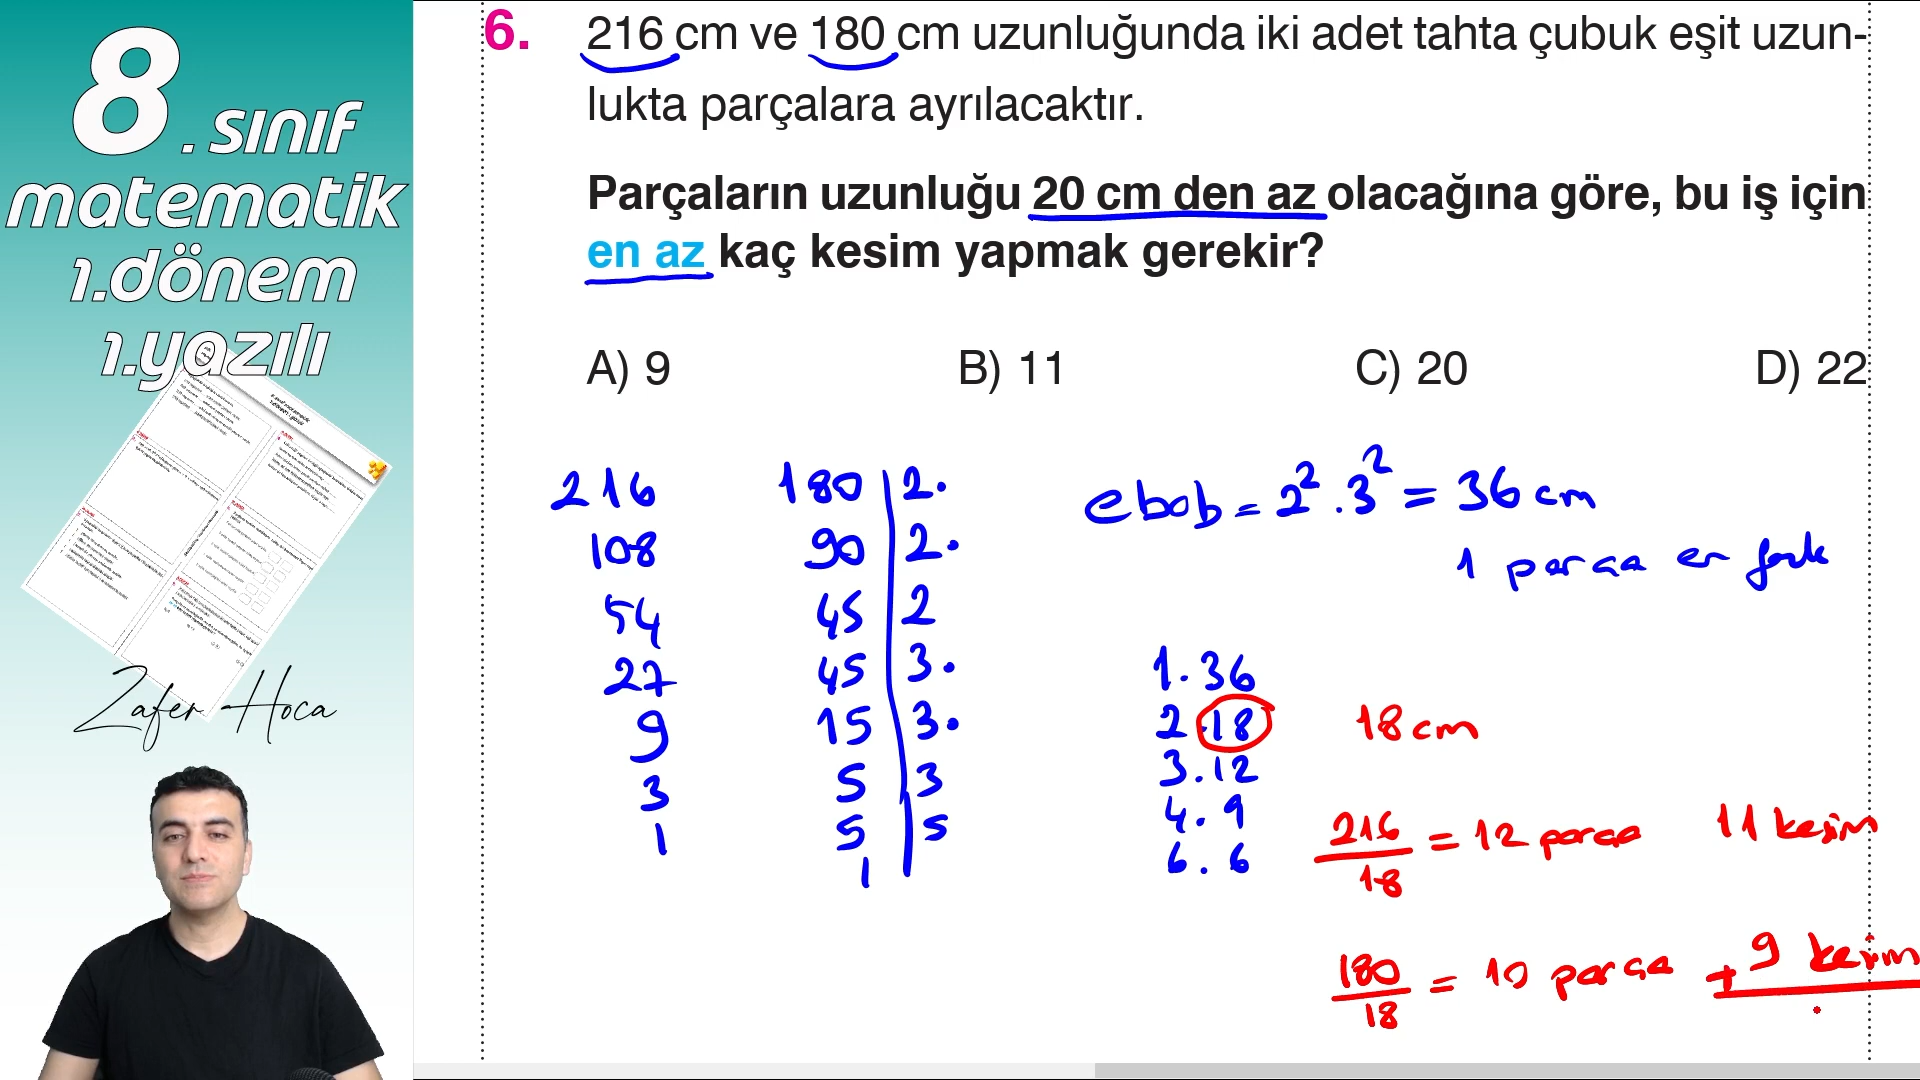 8. sınıf
matematik
1.dönem
1.yazılı
Zafer Hoca
6. 216 cm ve 180 cm uzunluğunda iki adet tahta çubuk eşit uzun-
lukta parçalara ayrılacaktır.
Parçaların uzunluğu 20 cm den az olacağına göre, bu iş için
en az kaç kesim yapmak gerekir?
A) 9 B) 11 C) 20 D) 22
216 180 2.
108 90 2.
54 45 2
27 45 3.
9 15 3.
3 5 3
1 5 5
1
ebob = 2² . 3² = 36 cm
1 parça en fazla
1 . 36
2 . 18
3 . 12
4 . 9
6 . 6
18 cm
216/18 = 12 parça 11 kesim
180/18 = 10 parça + 9 kesim